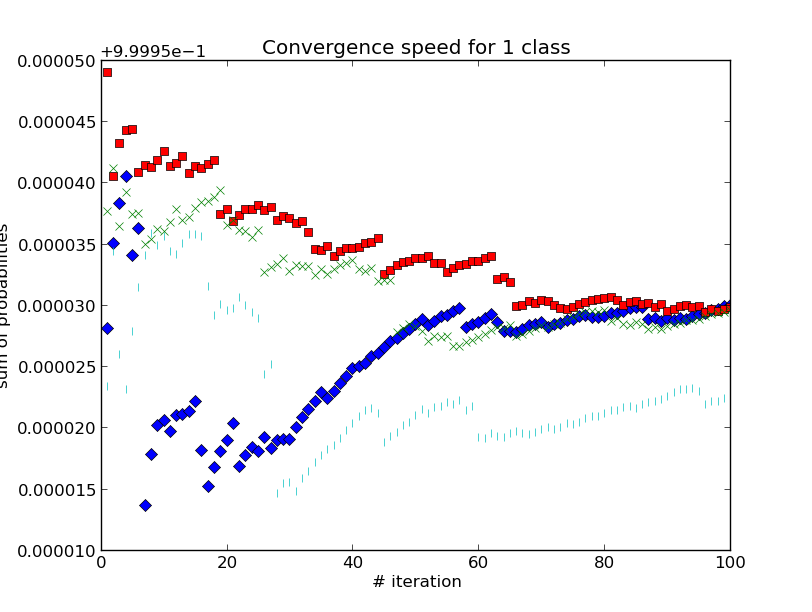 Convergence speed for 1 class
+9.9995e−1
0.000050
0.000045
0.000040
0.000035
0.000030
0.000025
0.000020
0.000015
0.000010
sum of probabilities
0 20 40 60 80 100
# iteration